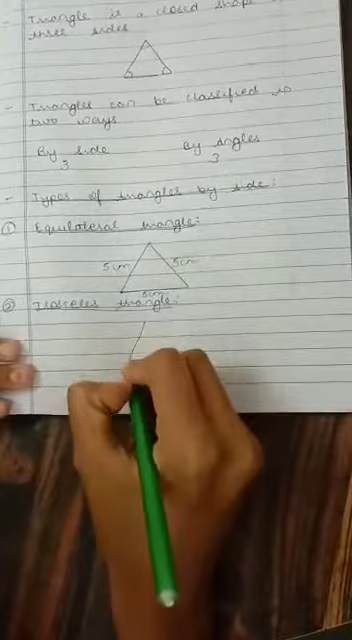 Triangle is a closed shape
three sides
- Triangles can be classified in
two ways
By side By Angles
3 3
- Types of triangles by side:
① Equilateral triangle:
5cm 5cm
5cm
② Isosceles triangle: